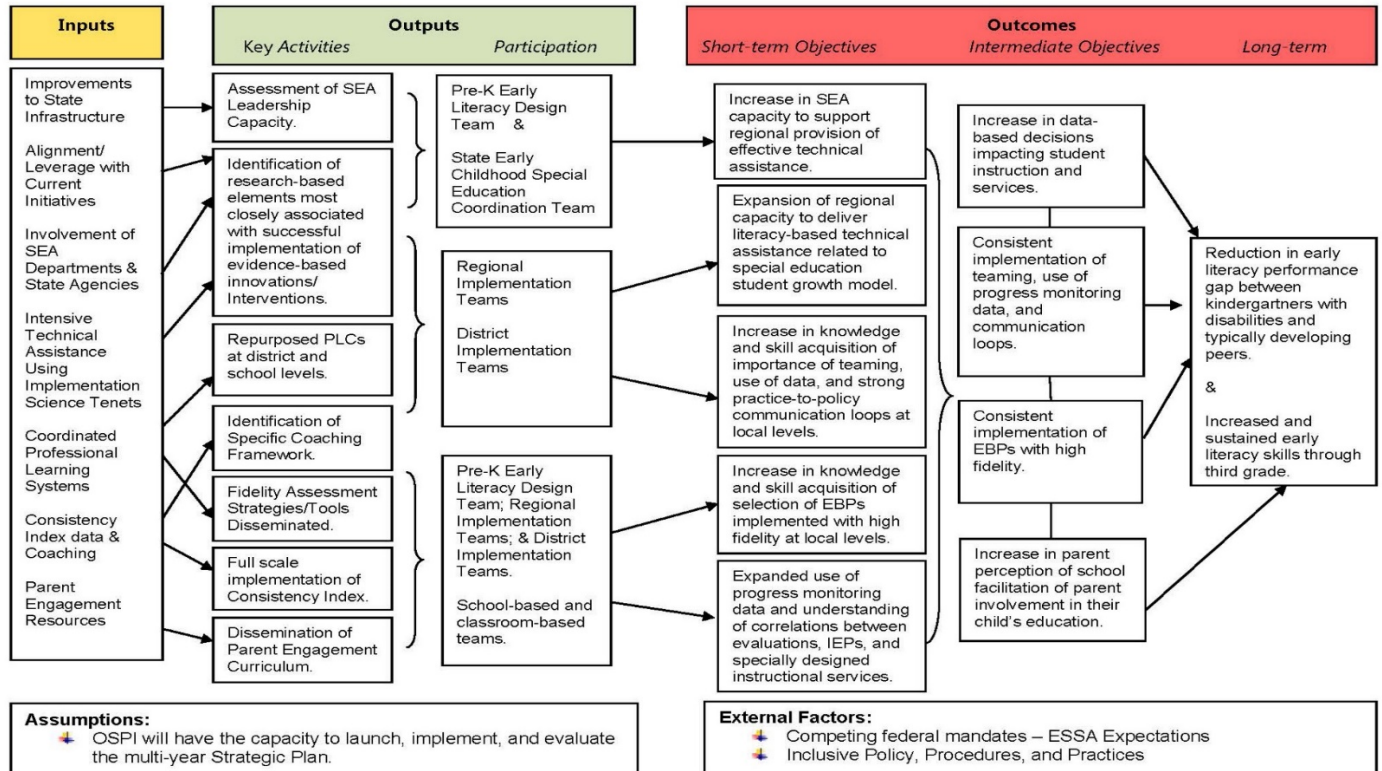 Inputs
Outputs
Key Activities
Participation
Outcomes
Short-term Objectives
Intermediate Objectives
Long-term
Improvements
to State
Infrastructure
Alignment/
Leverage with
Current
Initiatives
Involvement of
SEA
Departments &
State Agencies
Intensive
Technical
Assistance
Using
Implementation
Science Tenets
Coordinated
Professional
Learning
Systems
Consistency
Index data &
Coaching
Parent
Engagement
Resources
Assessment of SEA
Leadership
Capacity.
Identification of
research-based
elements most
closely associated
with successful
implementation of
evidence-based
innovations/
Interventions.
Repurposed PLCs
at district and
school levels.
Identification of
Specific Coaching
Framework.
Fidelity Assessment
Strategies/Tools
Disseminated.
Full scale
implementation of
Consistency Index.
Dissemination of
Parent Engagement
Curriculum.
Pre-K Early
Literacy Design
Team &
State Early
Childhood Special
Education
Coordination Team
Regional
Implementation
Teams
District
Implementation
Teams
Pre-K Early
Literacy Design
Team; Regional
Implementation
Teams; & District
Implementation
Teams.
School-based and
classroom-based
teams.
Increase in SEA
capacity to support
regional provision of
effective technical
assistance.
Expansion of regional
capacity to deliver
literacy-based technical
assistance related to
special education
student growth model.
Increase in knowledge
and skill acquisition of
importance of teaming,
use of data, and strong
practice-to-policy
communication loops at
local levels.
Increase in knowledge
and skill acquisition of
selection of EBPs
implemented with high
fidelity at local levels.
Expanded use of
progress monitoring
data and understanding
of correlations between
evaluations, IEPs, and
specially designed
instructional services.
Increase in data-
based decisions
impacting student
instruction and
services.
Consistent
implementation of
teaming, use of
progress monitoring
data, and
communication
loops.
Consistent
implementation of
EBPs with high
fidelity.
Increase in parent
perception of school
facilitation of parent
involvement in their
child's education.
Reduction in early
literacy performance
gap between
kindergartners with
disabilities and
typically developing
peers.
&
Increased and
sustained early
literacy skills through
third grade.
Assumptions:
OSPI will have the capacity to launch, implement, and evaluate
the multi-year Strategic Plan.
External Factors:
Competing federal mandates – ESSA Expectations
Inclusive Policy, Procedures, and Practices